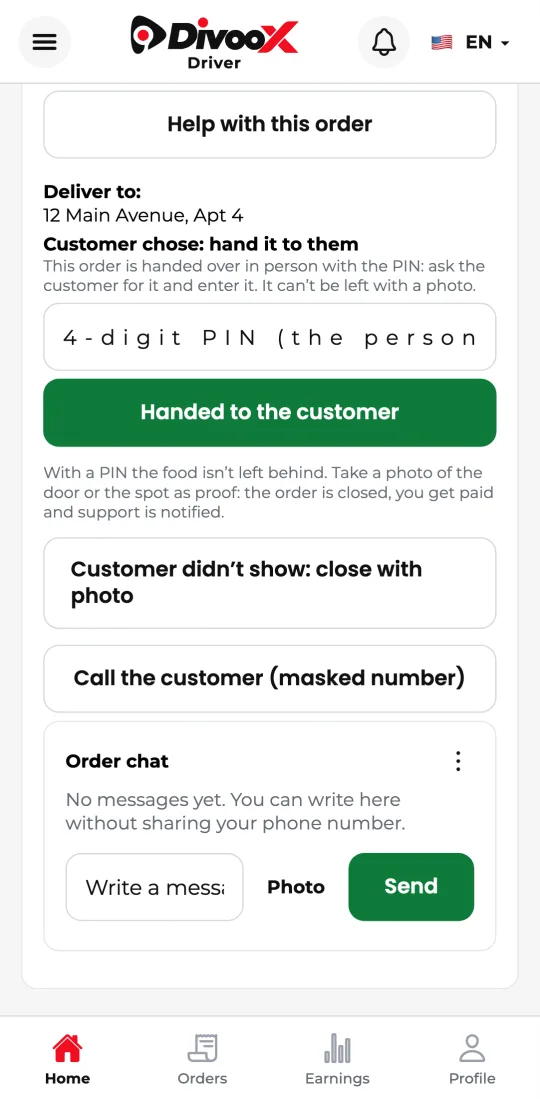 DivooX
Driver
EN
Help with this order
Deliver to:
12 Main Avenue, Apt 4
Customer chose: hand it to them
This order is handed over in person with the PIN: ask the
customer for it and enter it. It can’t be left with a photo.
4-digit PIN (the person
Handed to the customer
With a PIN the food isn’t left behind. Take a photo of the
door or the spot as proof: the order is closed, you get paid
and support is notified.
Customer didn’t show: close with
photo
Call the customer (masked number)
Order chat
No messages yet. You can write here
without sharing your phone number.
Write a messa
Photo
Send
Home
Orders
Earnings
Profile